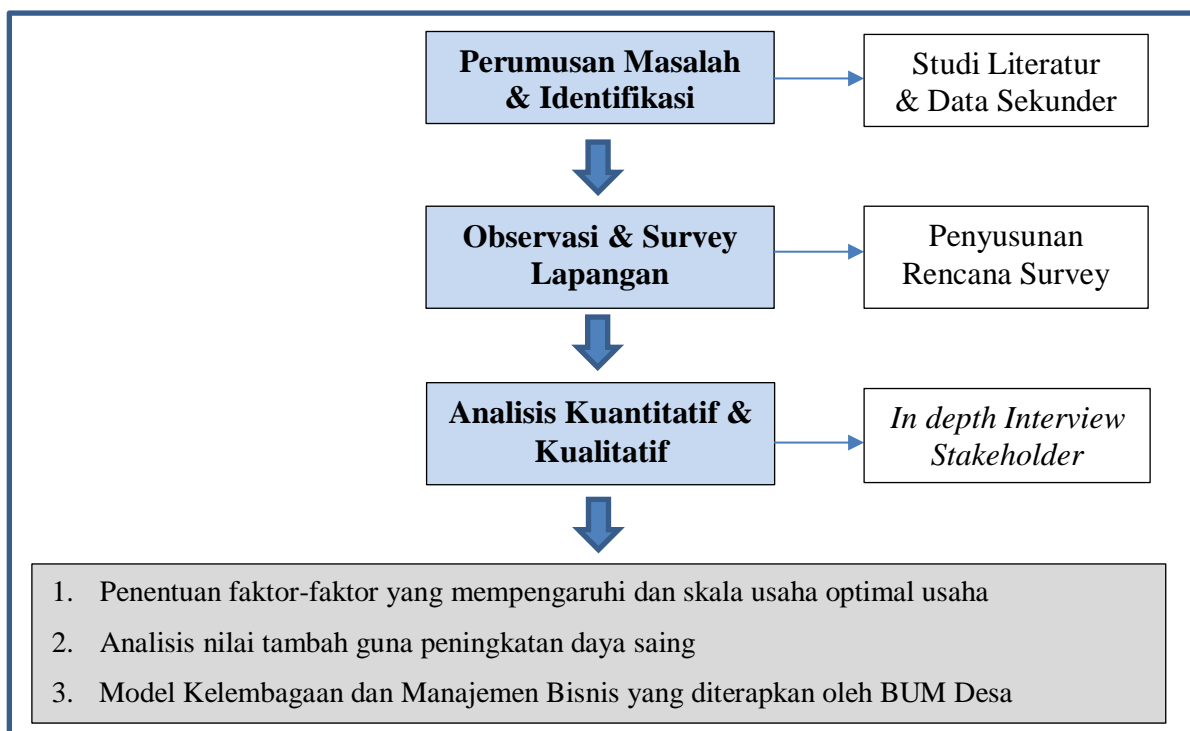 Perumusan Masalah
& Identifikasi
Studi Literatur
& Data Sekunder
Observasi & Survey
Lapangan
Penyusunan
Rencana Survey
Analisis Kuantitatif &
Kualitatif
In depth Interview
Stakeholder
1. Penentuan faktor-faktor yang mempengaruhi dan skala usaha optimal usaha
2. Analisis nilai tambah guna peningkatan daya saing
3. Model Kelembagaan dan Manajemen Bisnis yang diterapkan oleh BUM Desa